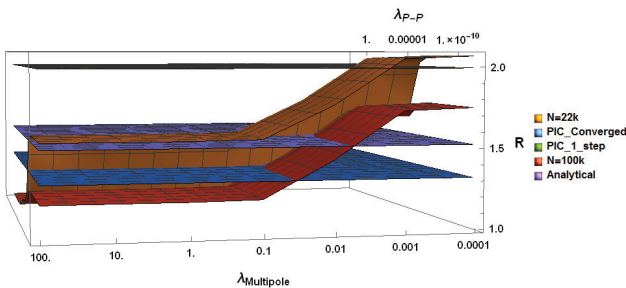 λP-P
1. 0.00001 1.×10⁻¹⁰
2.0
1.5
R
1.0
100. 10. 1. 0.1 0.01 0.001 0.0001
λMultipole
N=22k
PIC_Converged
PIC_1_step
N=100k
Analytical